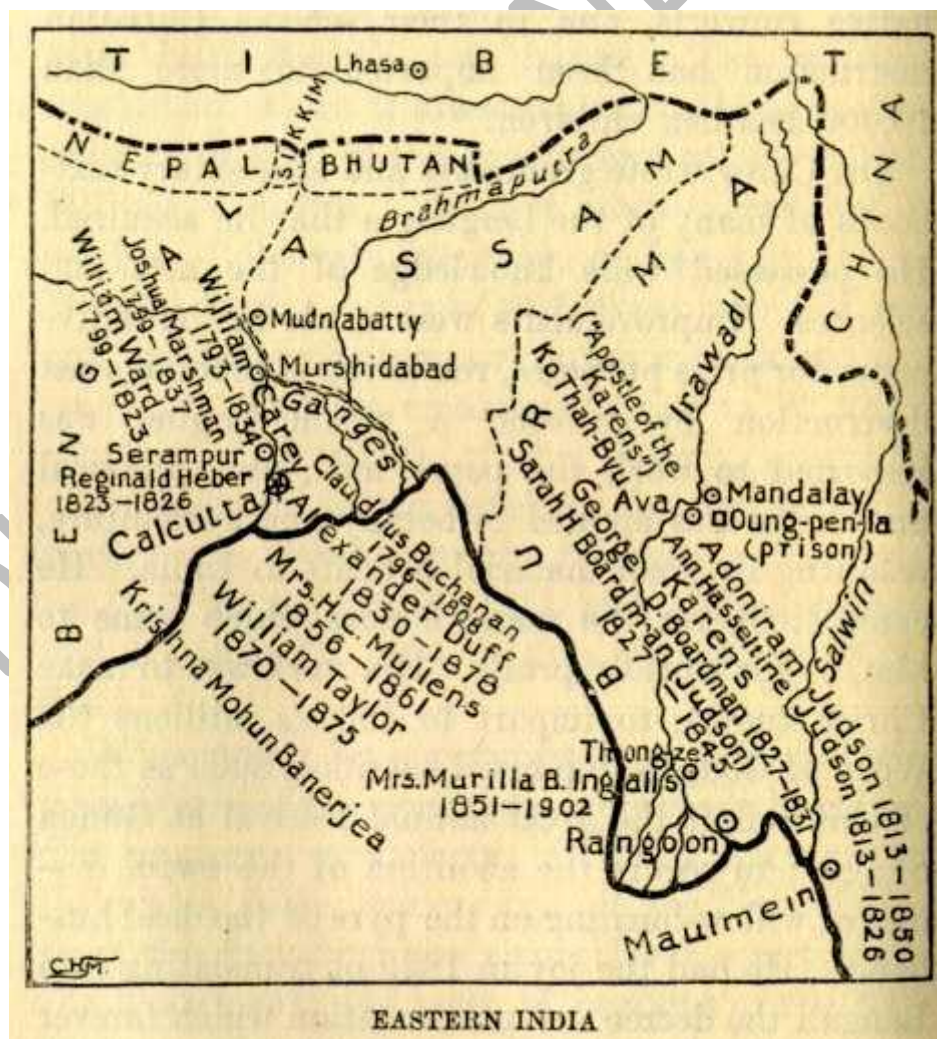 TIBET
Lhasa
NEPAL
SIKKIM
BHUTAN
Brahmaputra
ASSAM
CHINA
BENGAL
BURMA
William Ward
1799-1823
Joshua Marshman
1799-1837
William Carey
1793-1834
Mudnabatty
Murshidabad
Ganges
Serampur
Reginald Heber
1823-1826
Calcutta
Claudius Buchanan
1796-1808
Alexander Duff
1830-1878
Mrs. H.C. Mullens
1856-1861
William Taylor
1870-1875
Krishna Mohun Banerjea
("Apostle of the
Karens")
Ko Thah-Byu
Sarah H Boardman (Judson)
1827-1845
George D. Boardman 1827-1831
Karens
Irawadi
Ava
Mandalay
Oung-pen-la
(prison)
Adoniram Judson 1813-1850
Ann Hasseltine Judson 1813-1826
Salwin
Thongze
Mrs. Murilla B. Ingalls
1851-1902
Rangoon
Maulmein
C.H.M.
EASTERN INDIA